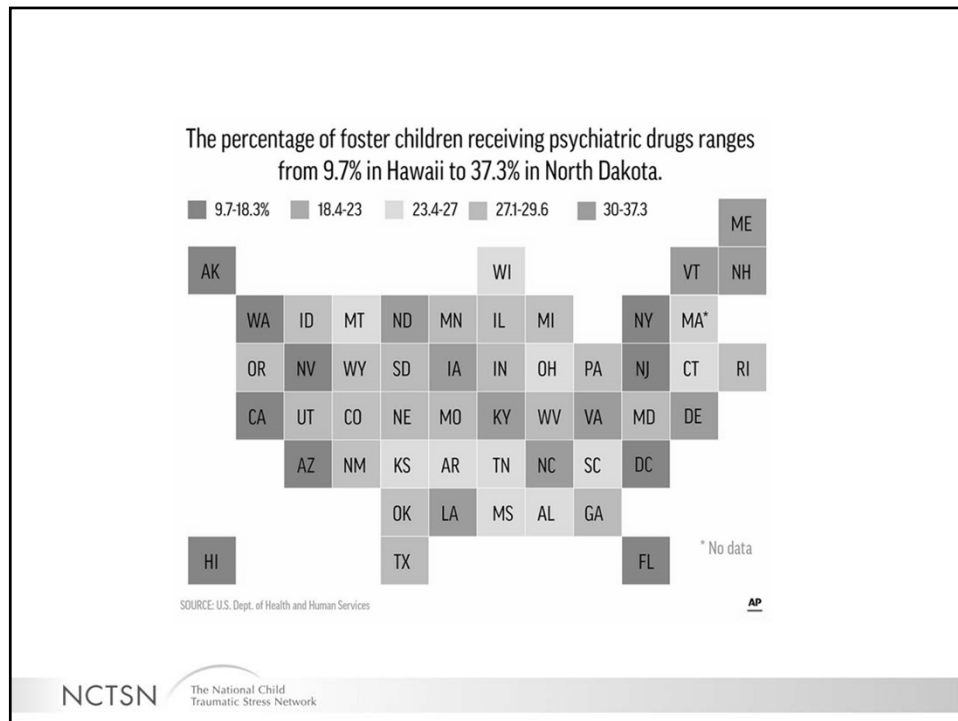 The percentage of foster children receiving psychiatric drugs ranges
from 9.7% in Hawaii to 37.3% in North Dakota.
9.7-18.3% 18.4-23 23.4-27 27.1-29.6 30-37.3
ME
AK WI VT NH
WA ID MT ND MN IL MI NY MA*
OR NV WY SD IA IN OH PA NJ CT RI
CA UT CO NE MO KY WV VA MD DE
AZ NM KS AR TN NC SC DC
OK LA MS AL GA
* No data
HI TX FL
SOURCE: U.S. Dept. of Health and Human Services AP
NCTSN
The National Child
Traumatic Stress Network